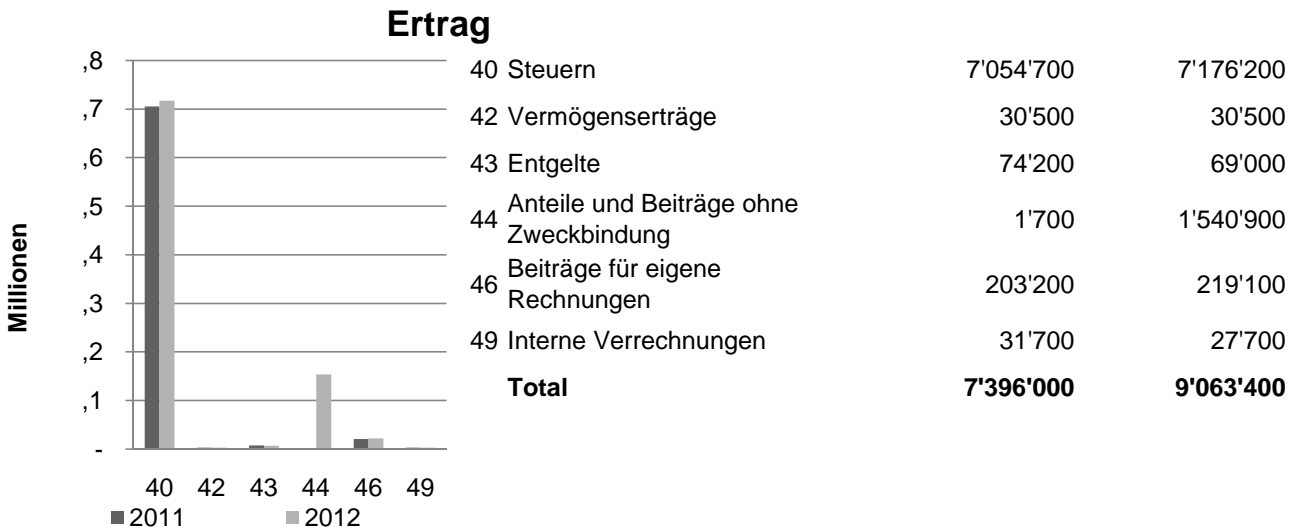 Ertrag
Millionen
,8
,7
,6
,5
,4
,3
,2
,1
-
40 42 43 44 46 49
2011 2012
40 Steuern 7'054'700 7'176'200
42 Vermögenserträge 30'500 30'500
43 Entgelte 74'200 69'000
44 Anteile und Beiträge ohne
Zweckbindung 1'700 1'540'900
46 Beiträge für eigene
Rechnungen 203'200 219'100
49 Interne Verrechnungen 31'700 27'700
Total 7'396'000 9'063'400